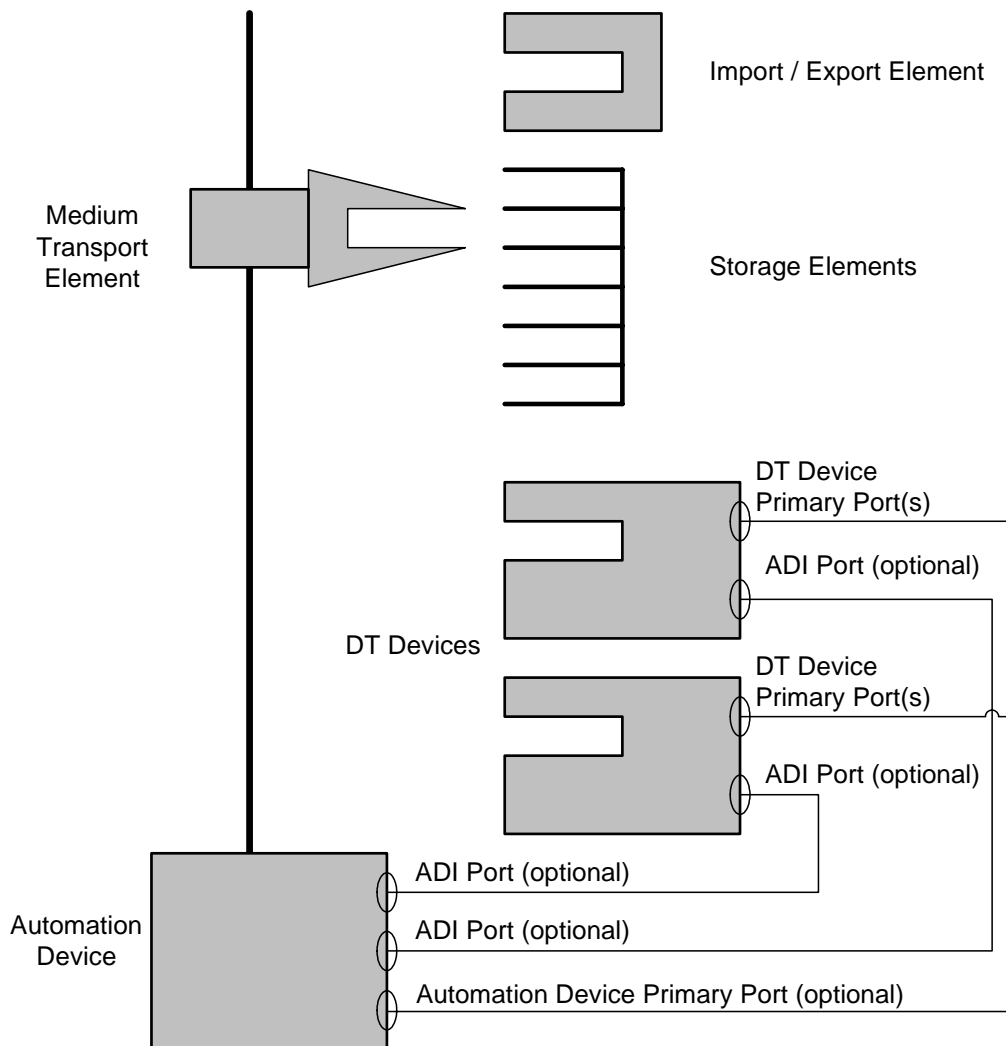 Import / Export Element
Medium
Transport
Element
Storage Elements
DT Device
Primary Port(s)
ADI Port (optional)
DT Devices
DT Device
Primary Port(s)
ADI Port (optional)
ADI Port (optional)
Automation
Device
ADI Port (optional)
Automation Device Primary Port (optional)